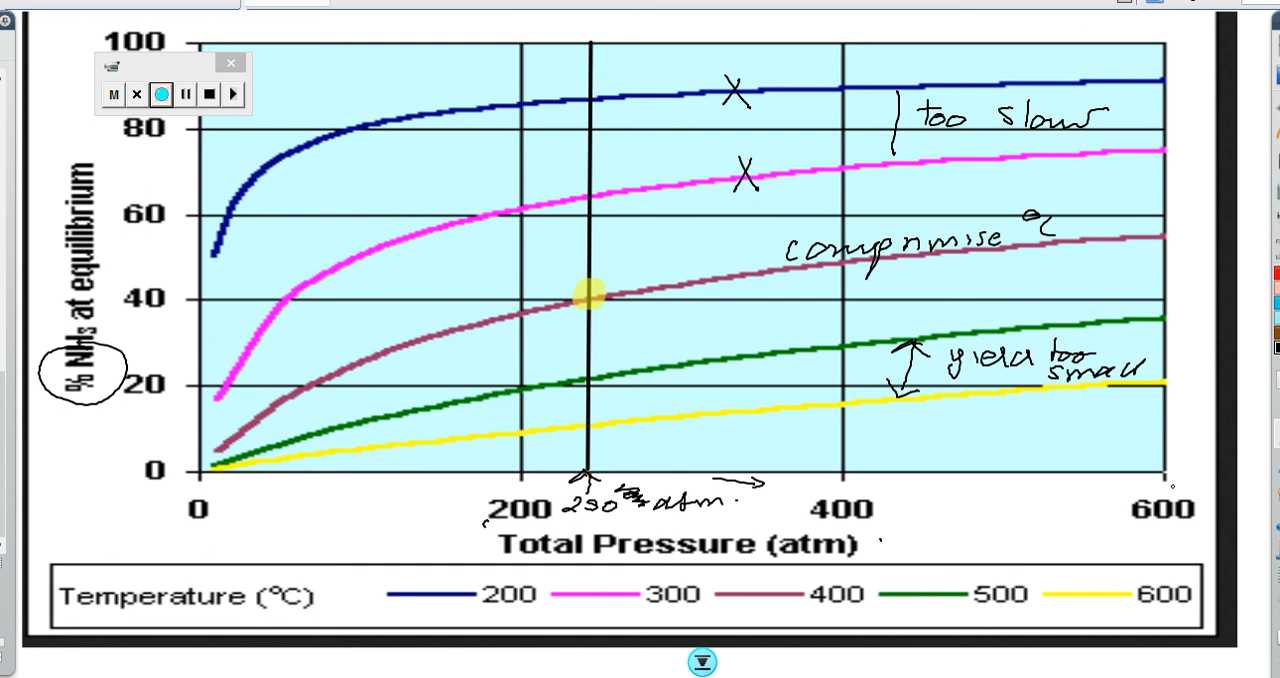 100
M
80
too slow
60
compromise °C
40
% NH3 at equilibrium
yield too
small
20
0
0 200 400 600
250 atm.
Total Pressure (atm)
Temperature (°C) 200 300 400 500 600